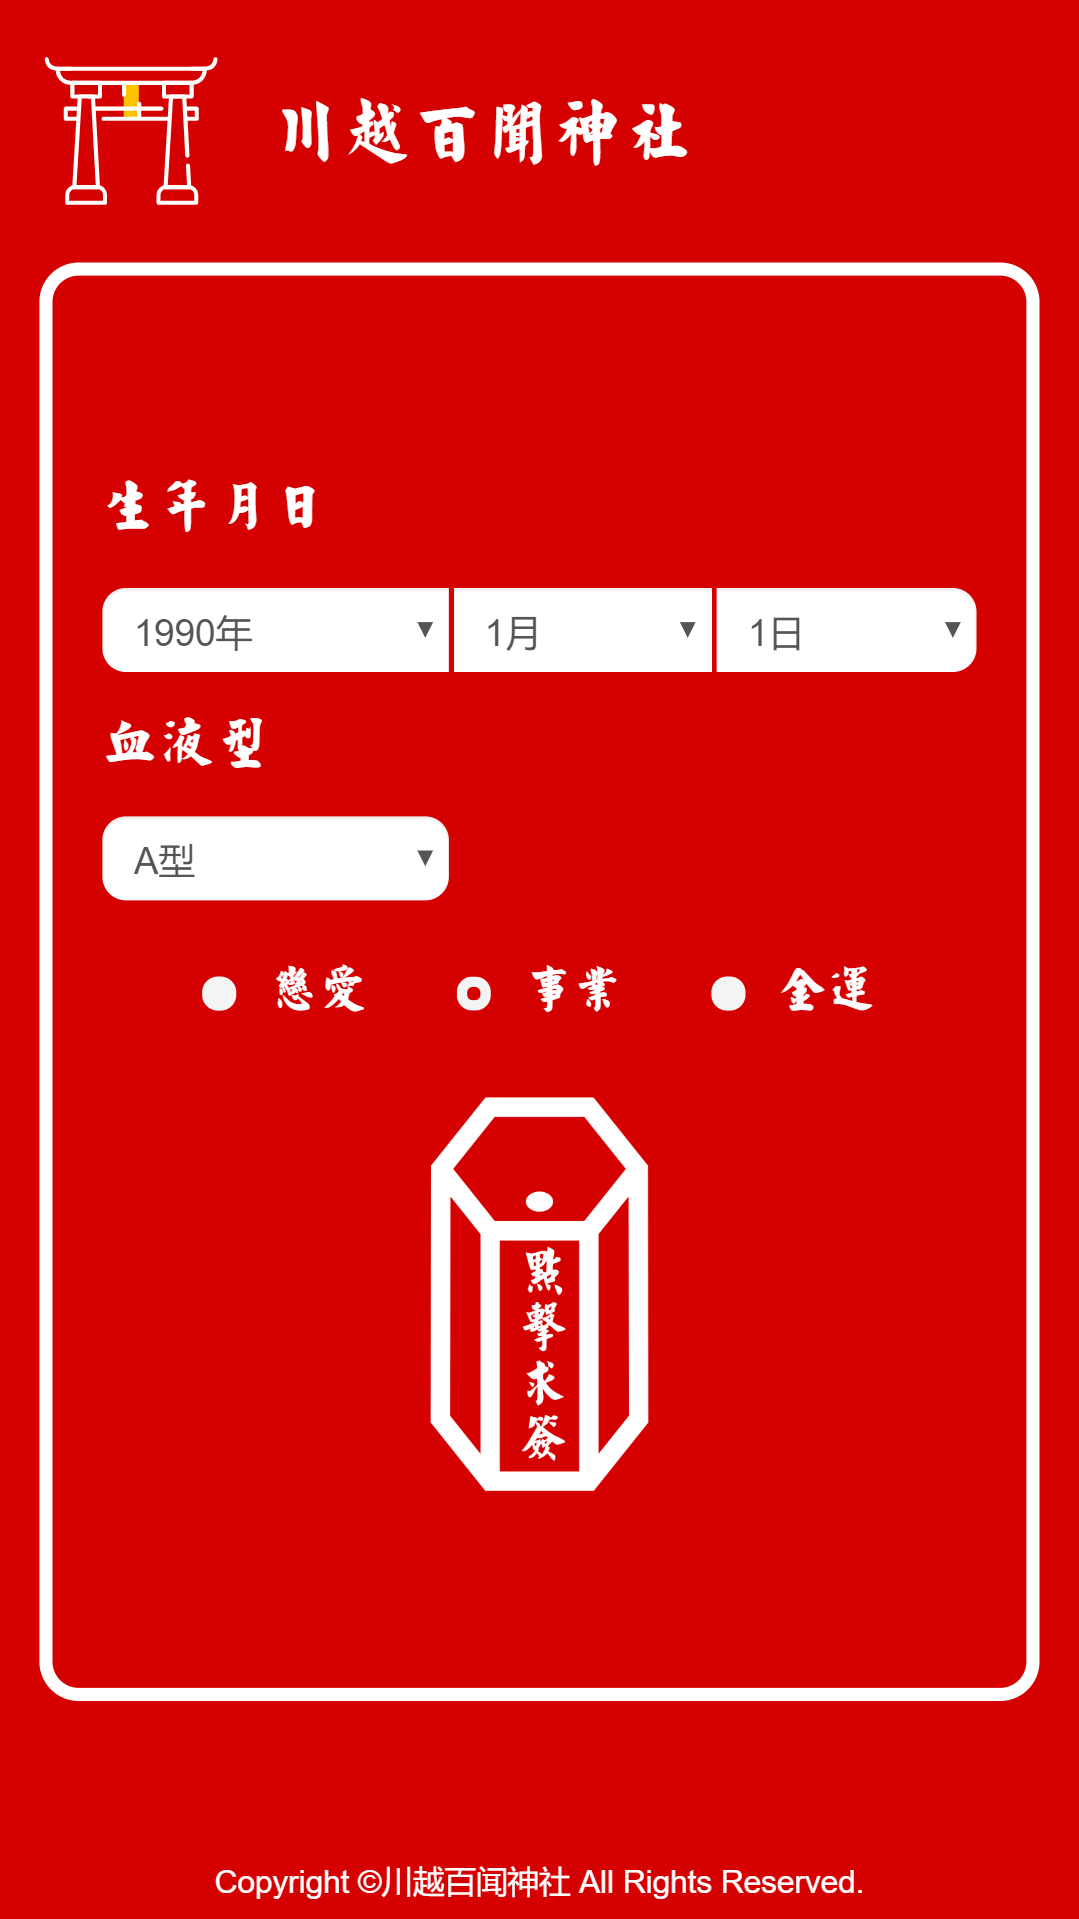 川越百聞神社
生年月日
1990年 ▼ 1月 ▼ 1日 ▼
血液型
A型 ▼
戀愛 事業 金運
點擊求簽
Copyright ©川越百闻神社 All Rights Reserved.